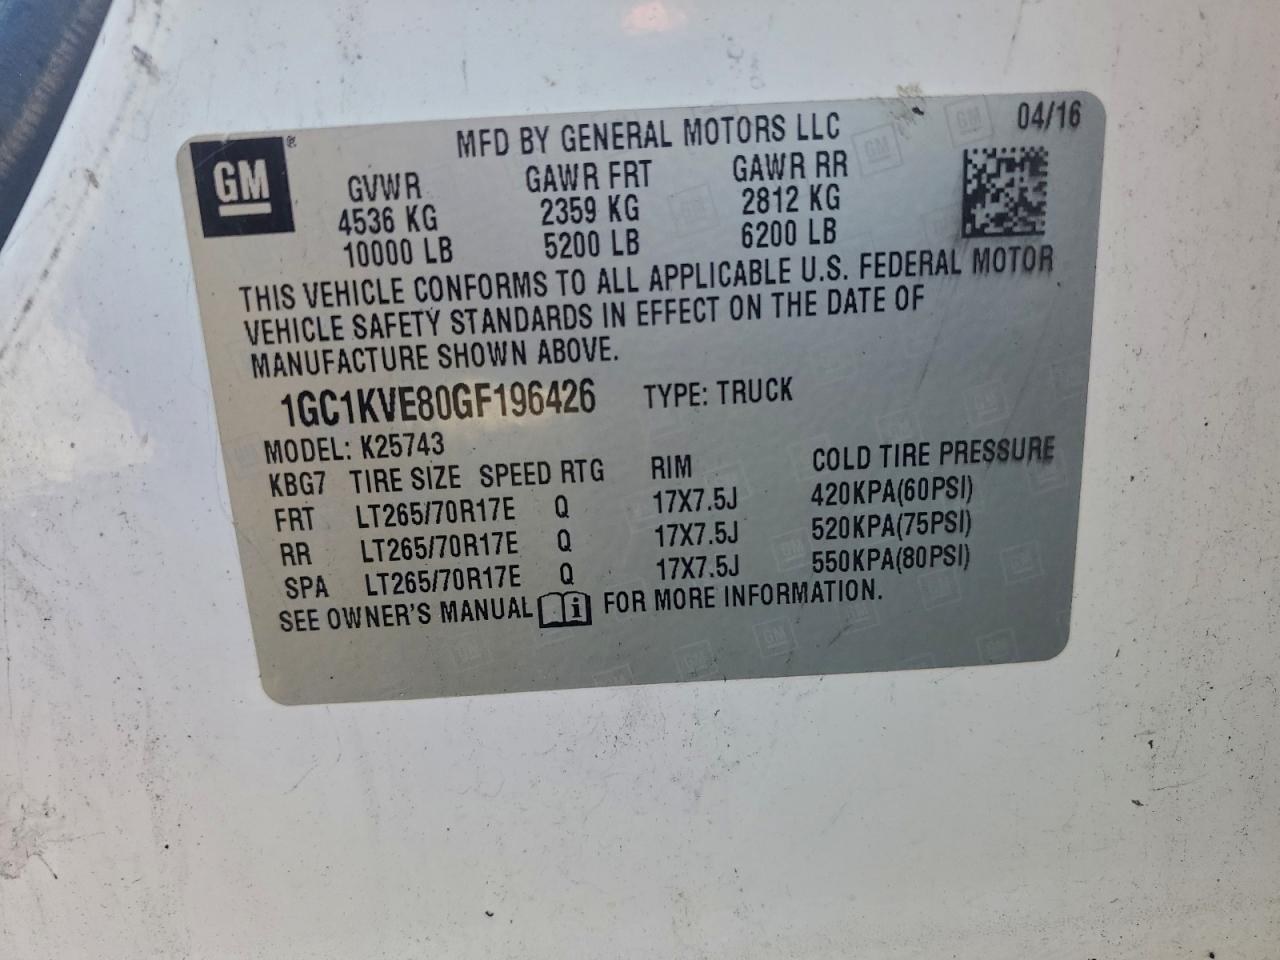 GM®
MFD BY GENERAL MOTORS LLC
04/16
GVWR GAWR FRT GAWR RR
4536 KG 2359 KG 2812 KG
10000 LB 5200 LB 6200 LB
THIS VEHICLE CONFORMS TO ALL APPLICABLE U.S. FEDERAL MOTOR
VEHICLE SAFETY STANDARDS IN EFFECT ON THE DATE OF
MANUFACTURE SHOWN ABOVE.
1GC1KVE80GF196426 TYPE: TRUCK
MODEL: K25743
KBG7 TIRE SIZE SPEED RTG RIM COLD TIRE PRESSURE
FRT LT265/70R17E Q 17X7.5J 420KPA(60PSI)
RR LT265/70R17E Q 17X7.5J 520KPA(75PSI)
SPA LT265/70R17E Q 17X7.5J 550KPA(80PSI)
SEE OWNER'S MANUAL i FOR MORE INFORMATION.